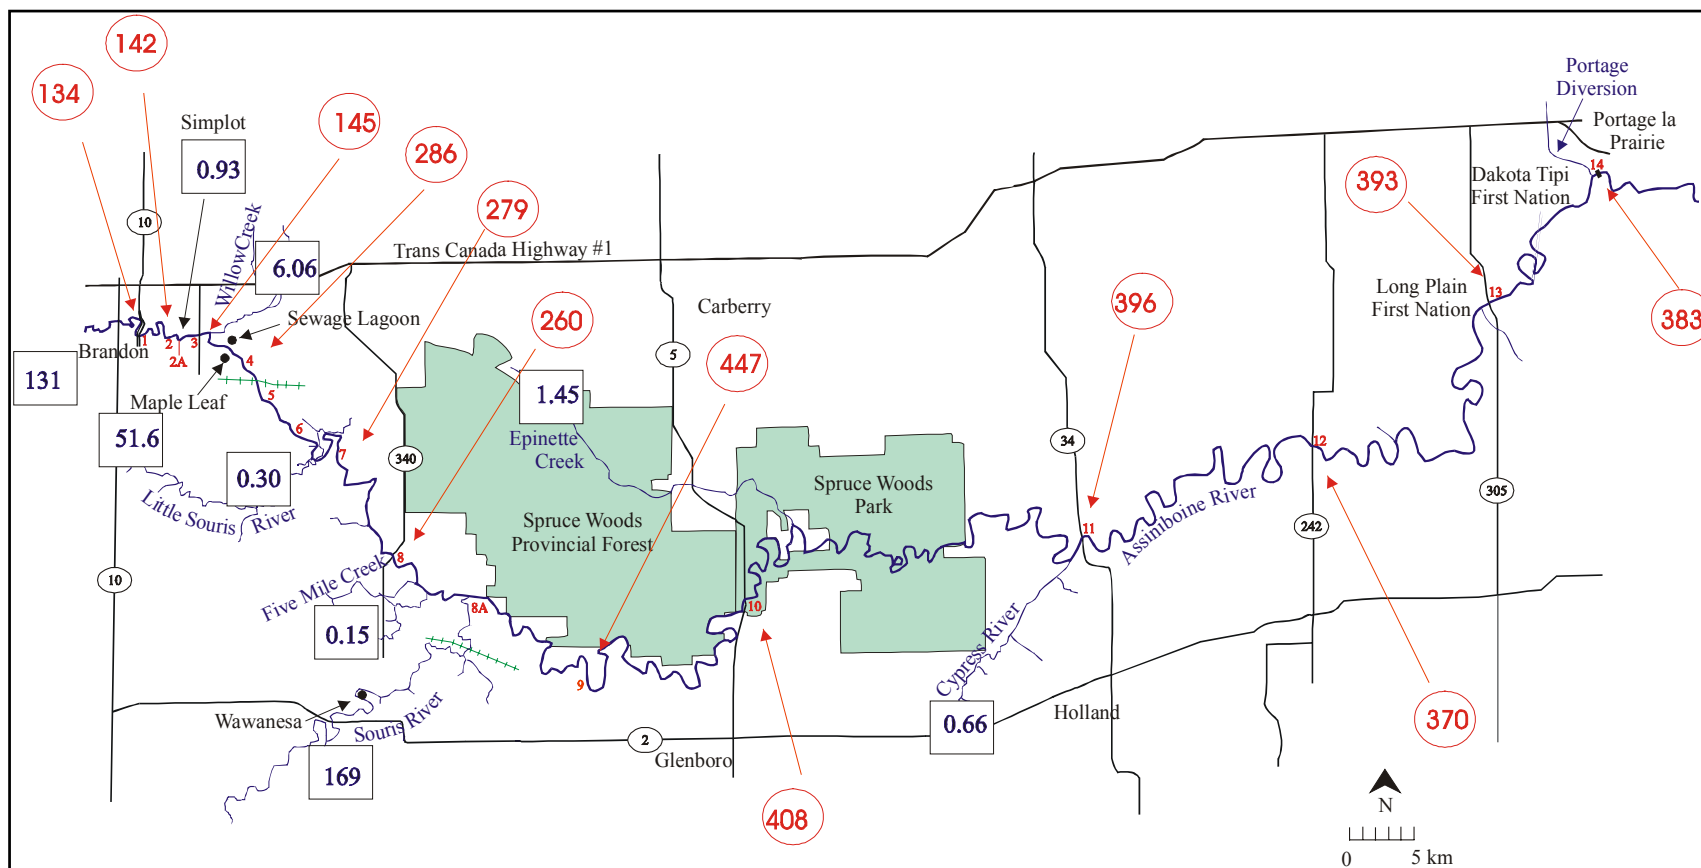 142
134
Simplot
145
0.93
286
279
10
WillowCreek
6.06
Trans Canada Highway #1
Sewage Lagoon
Brandon
1
2
2A
3
4
131
Maple Leaf
5
51.6
6
7
0.30
Little Souris River
10
340
260
Carberry
5
447
1.45
Epinette
Creek
Spruce Woods
Provincial Forest
Spruce Woods
Park
Five Mile Creek
8
8A
0.15
9
10
Wawanesa
Souris River
169
2
Glenboro
408
Cypress River
0.66
Holland
396
34
11
Assiniboine River
12
242
370
Portage
Diversion
Portage la
Prairie
14
393
Dakota Tipi
First Nation
Long Plain
First Nation
13
383
305
N
0 5 km